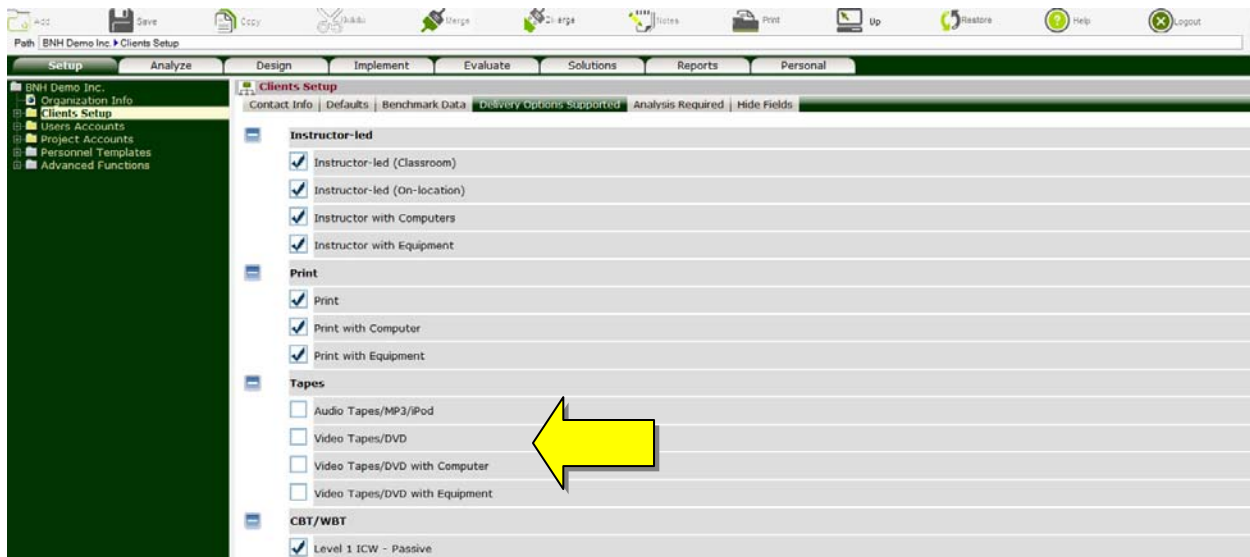 Add Save Copy Merge Notes Print Up Restore Help Logout
Path BNH Demo Inc. Clients Setup
Setup Analyze Design Implement Evaluate Solutions Reports Personal
BNH Demo Inc.
Organization Info
Clients Setup
Users Accounts
Project Accounts
Personnel Templates
Advanced Functions
Clients Setup
Contact Info | Defaults | Benchmark Data | Delivery Options Supported | Analysis Required | Hide Fields
Instructor-led
Instructor-led (Classroom)
Instructor-led (On-location)
Instructor with Computers
Instructor with Equipment
Print
Print
Print with Computer
Print with Equipment
Tapes
Audio Tapes/MP3/iPod
Video Tapes/DVD
Video Tapes/DVD with Computer
Video Tapes/DVD with Equipment
CBT/WBT
Level 1 ICW - Passive